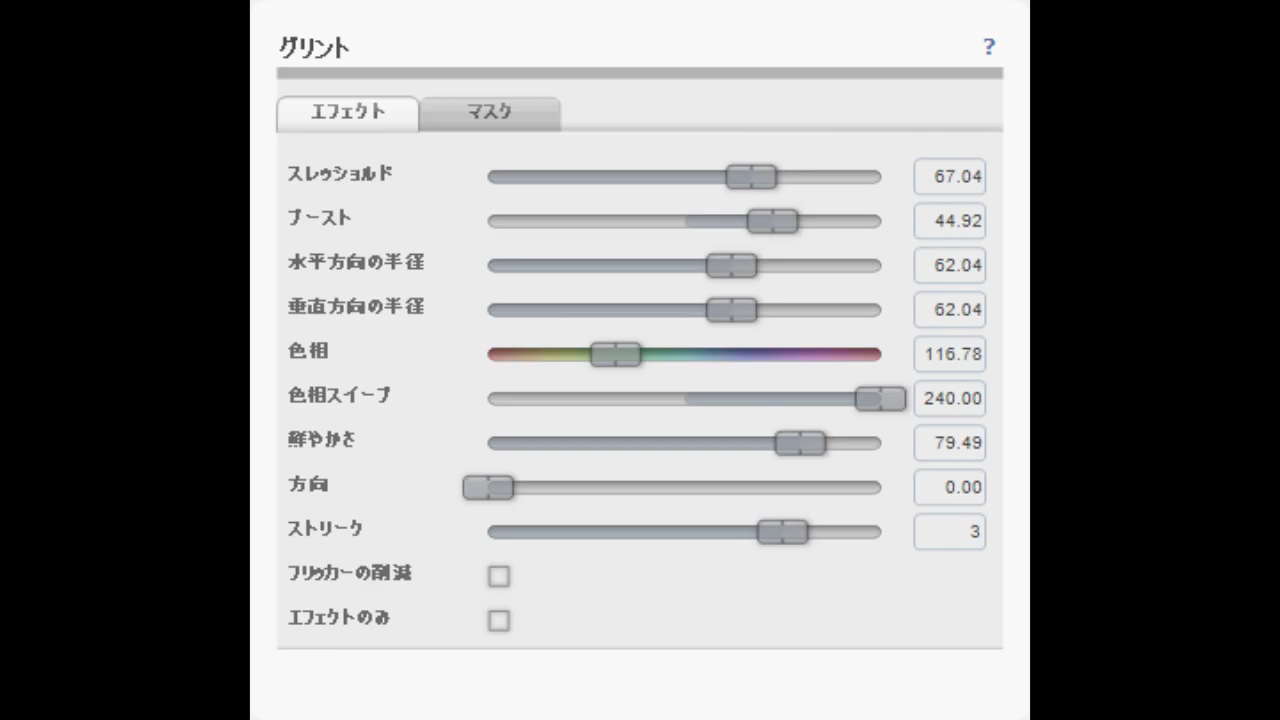 グリント ?
エフェクト マスク
スレッショルド 67.04
ブースト 44.92
水平方向の半径 62.04
垂直方向の半径 62.04
色相 116.78
色相スイープ 240.00
鮮やかさ 79.49
方向 0.00
ストリーク 3
フリッカーの削減
エフェクトのみ